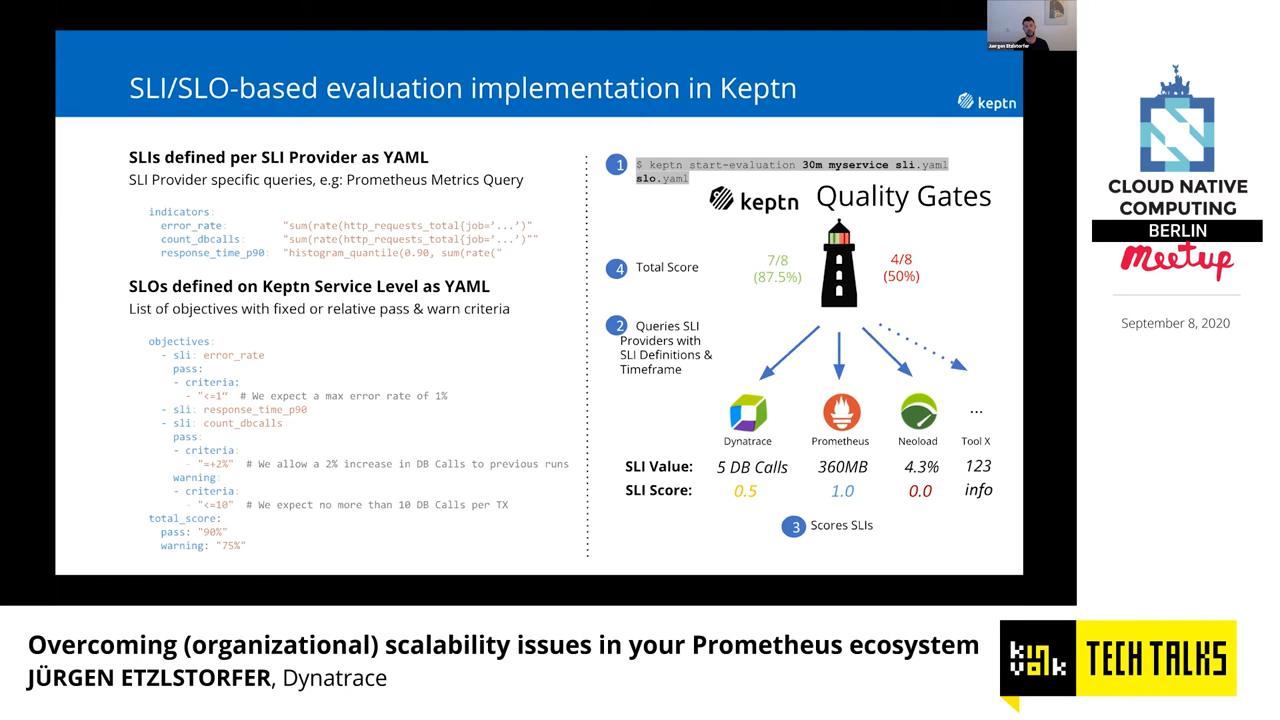 Juergen Etzlstorfer
SLI/SLO-based evaluation implementation in Keptn
keptn
SLIs defined per SLI Provider as YAML
SLI Provider specific queries, e.g: Prometheus Metrics Query
indicators:
error_rate: "sum(rate(http_requests_total{job='...')"
count_dbcalls: "sum(rate(http_requests_total{job='...')""
response_time_p90: "histogram_quantile(0.90, sum(rate("
SLOs defined on Keptn Service Level as YAML
List of objectives with fixed or relative pass & warn criteria
objectives:
- sli: error_rate
pass:
- criteria:
- "<=1" # We expect a max error rate of 1%
- sli: response_time_p90
- sli: count_dbcalls
pass:
- criteria:
- "=+2%" # We allow a 2% increase in DB Calls to previous runs
warning:
- criteria:
- "<=10" # We expect no more than 10 DB Calls per TX
total_score:
pass: "90%"
warning: "75%"
1 $ keptn start-evaluation 30m myservice sli.yaml
slo.yaml
keptn Quality Gates
4 Total Score
7/8
(87.5%)
4/8
(50%)
2 Queries SLI
Providers with
SLI Definitions &
Timeframe
...
Dynatrace Prometheus Neoload Tool X
SLI Value: 5 DB Calls 360MB 4.3% 123
SLI Score: 0.5 1.0 0.0 info
3 Scores SLIs
CLOUD NATIVE
COMPUTING
BERLIN
Meetup
September 8, 2020
Overcoming (organizational) scalability issues in your Prometheus ecosystem
JÜRGEN ETZLSTORFER, Dynatrace
kin
volk
TECH TALKS